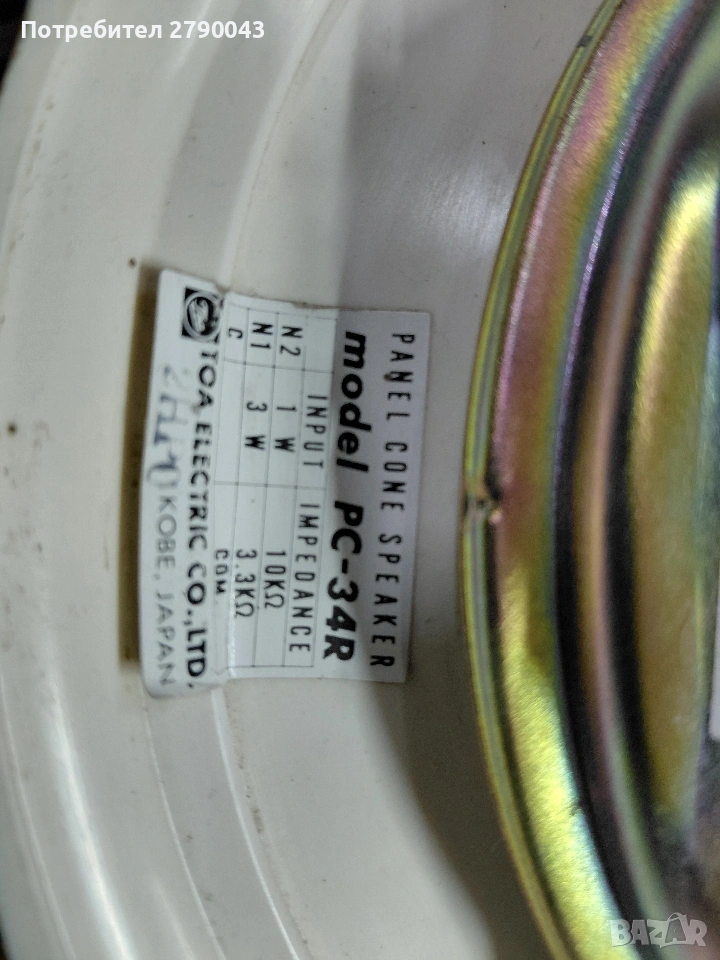 Потребител 2790043
PANEL CONE SPEAKER
model PC-34R
INPUT IMPEDANCE
N2 1 W 10KΩ
N1 3 W 3.3KΩ
C COM
TOA ELECTRIC CO.,LTD.
KOBE, JAPAN
BAZAR